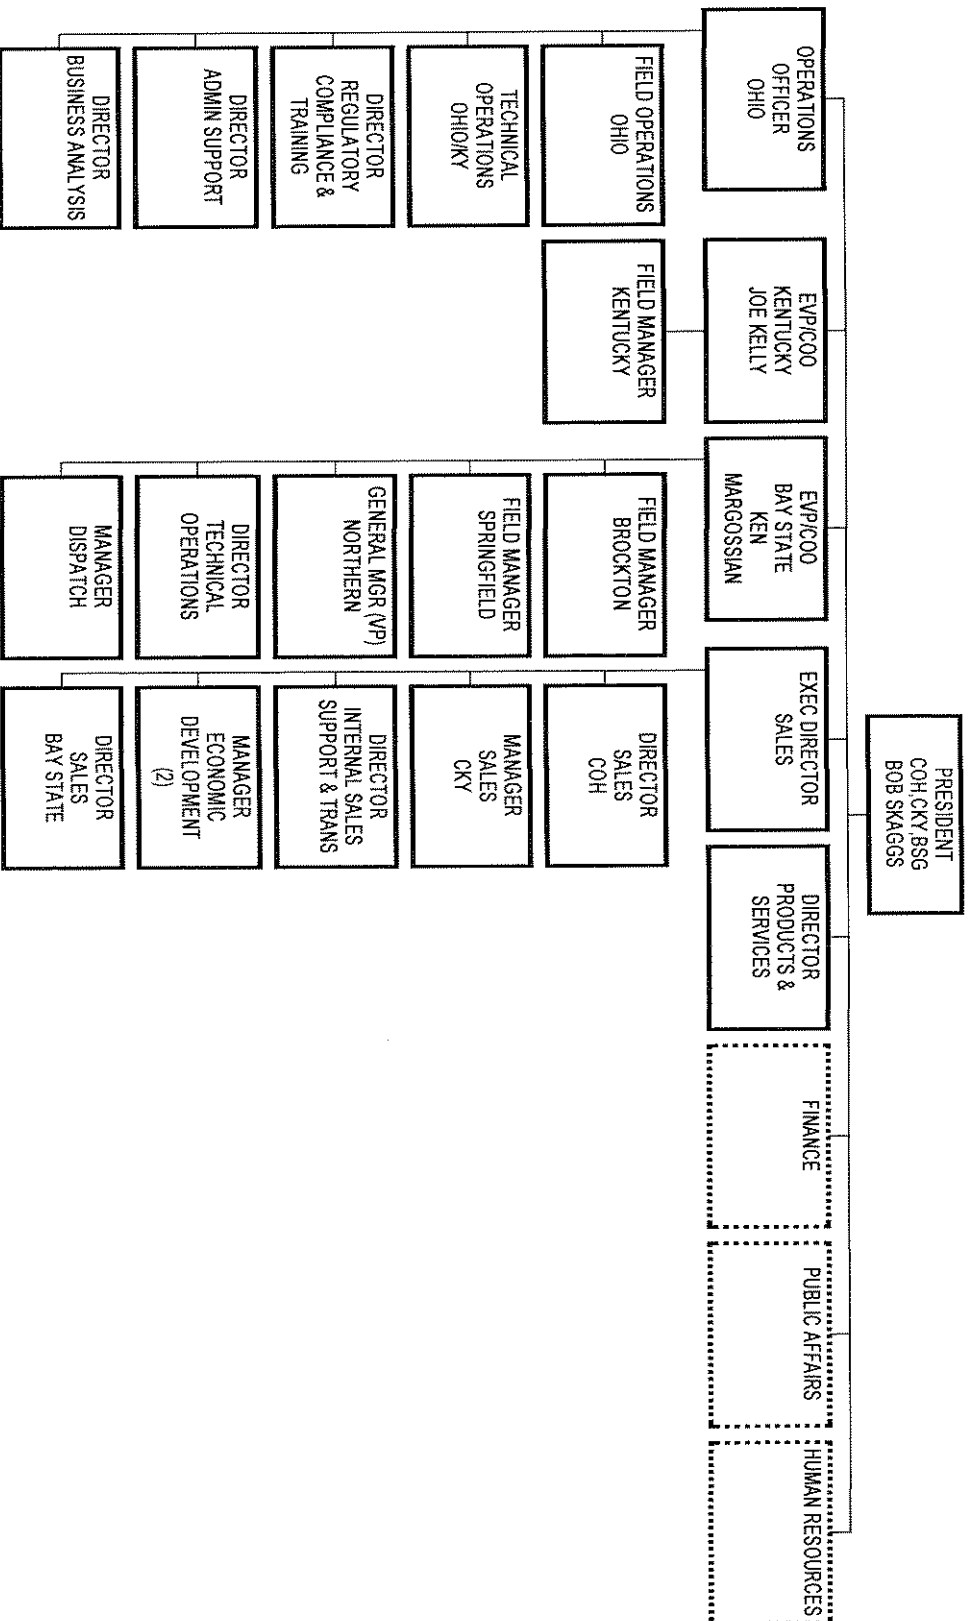 PRESIDENT
COH,CKY,BSG
BOB SKAGGS
OPERATIONS
OFFICER
OHIO
EVP/COO
KENTUCKY
JOE KELLY
EVP/COO
BAY STATE
KEN
MARGOSSIAN
EXEC DIRECTOR
SALES
DIRECTOR
PRODUCTS &
SERVICES
FINANCE
PUBLIC AFFAIRS
HUMAN RESOURCES
FIELD OPERATIONS
OHIO
TECHNICAL
OPERATIONS
OHIO/KY
DIRECTOR
REGULATORY
COMPLIANCE &
TRAINING
DIRECTOR
ADMIN SUPPORT
DIRECTOR
BUSINESS ANALYSIS
FIELD MANAGER
KENTUCKY
FIELD MANAGER
BROCKTON
FIELD MANAGER
SPRINGFIELD
GENERAL MGR (VP)
NORTHERN
DIRECTOR
TECHNICAL
OPERATIONS
MANAGER
DISPATCH
DIRECTOR
SALES
COH
MANAGER
SALES
CKY
DIRECTOR
INTERNAL SALES
SUPPORT & TRANS
MANAGER
ECONOMIC
DEVELOPMENT
(2)
DIRECTOR
SALES
BAY STATE